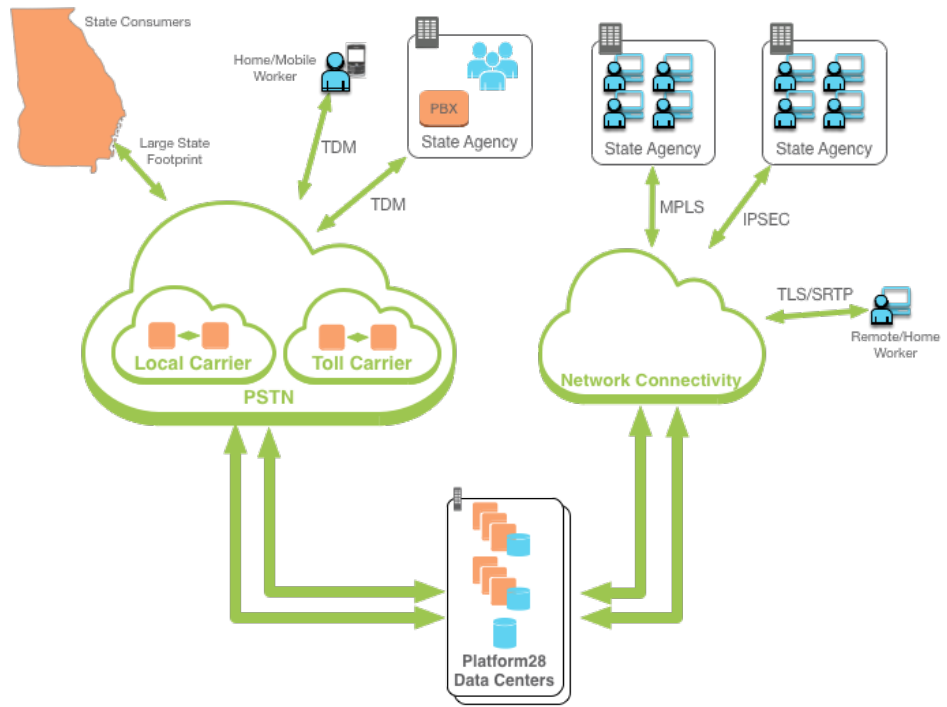 State Consumers
Large State
Footprint
Home/Mobile
Worker
TDM
PBX
State Agency
TDM
State Agency
State Agency
MPLS
IPSEC
TLS/SRTP
Remote/Home
Worker
Local Carrier
Toll Carrier
PSTN
Network Connectivity
Platform28
Data Centers